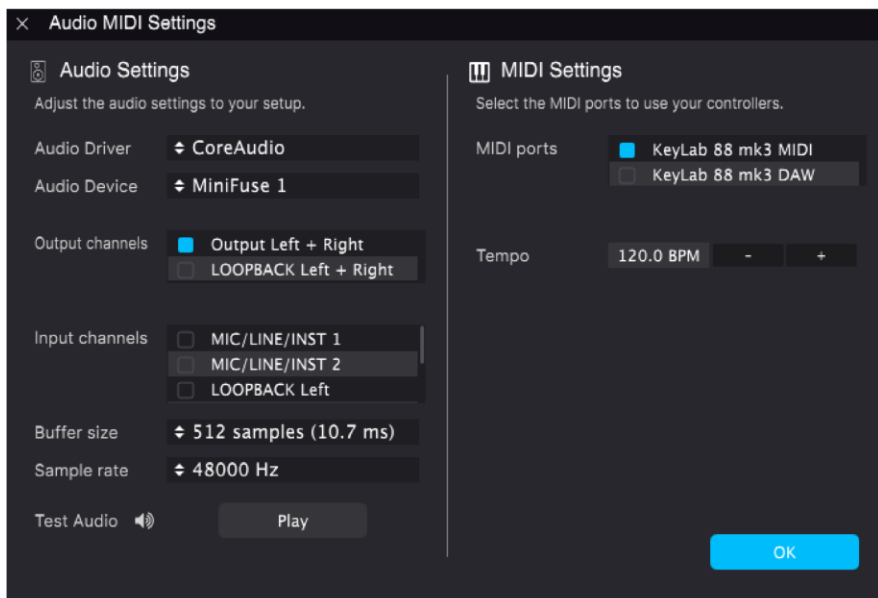 × Audio MIDI Settings
Audio Settings
Adjust the audio settings to your setup.
Audio Driver CoreAudio
Audio Device MiniFuse 1
Output channels Output Left + Right
LOOPBACK Left + Right
Input channels MIC/LINE/INST 1
MIC/LINE/INST 2
LOOPBACK Left
Buffer size 512 samples (10.7 ms)
Sample rate 48000 Hz
Test Audio Play
MIDI Settings
Select the MIDI ports to use your controllers.
MIDI ports KeyLab 88 mk3 MIDI
KeyLab 88 mk3 DAW
Tempo 120.0 BPM - +
OK